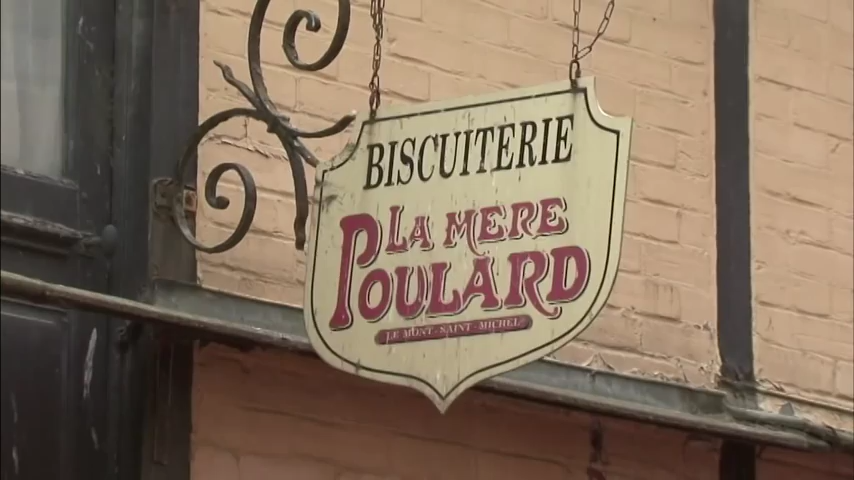 BISCUITERIE
LA MERE
POULARD
LE MONT-SAINT-MICHEL